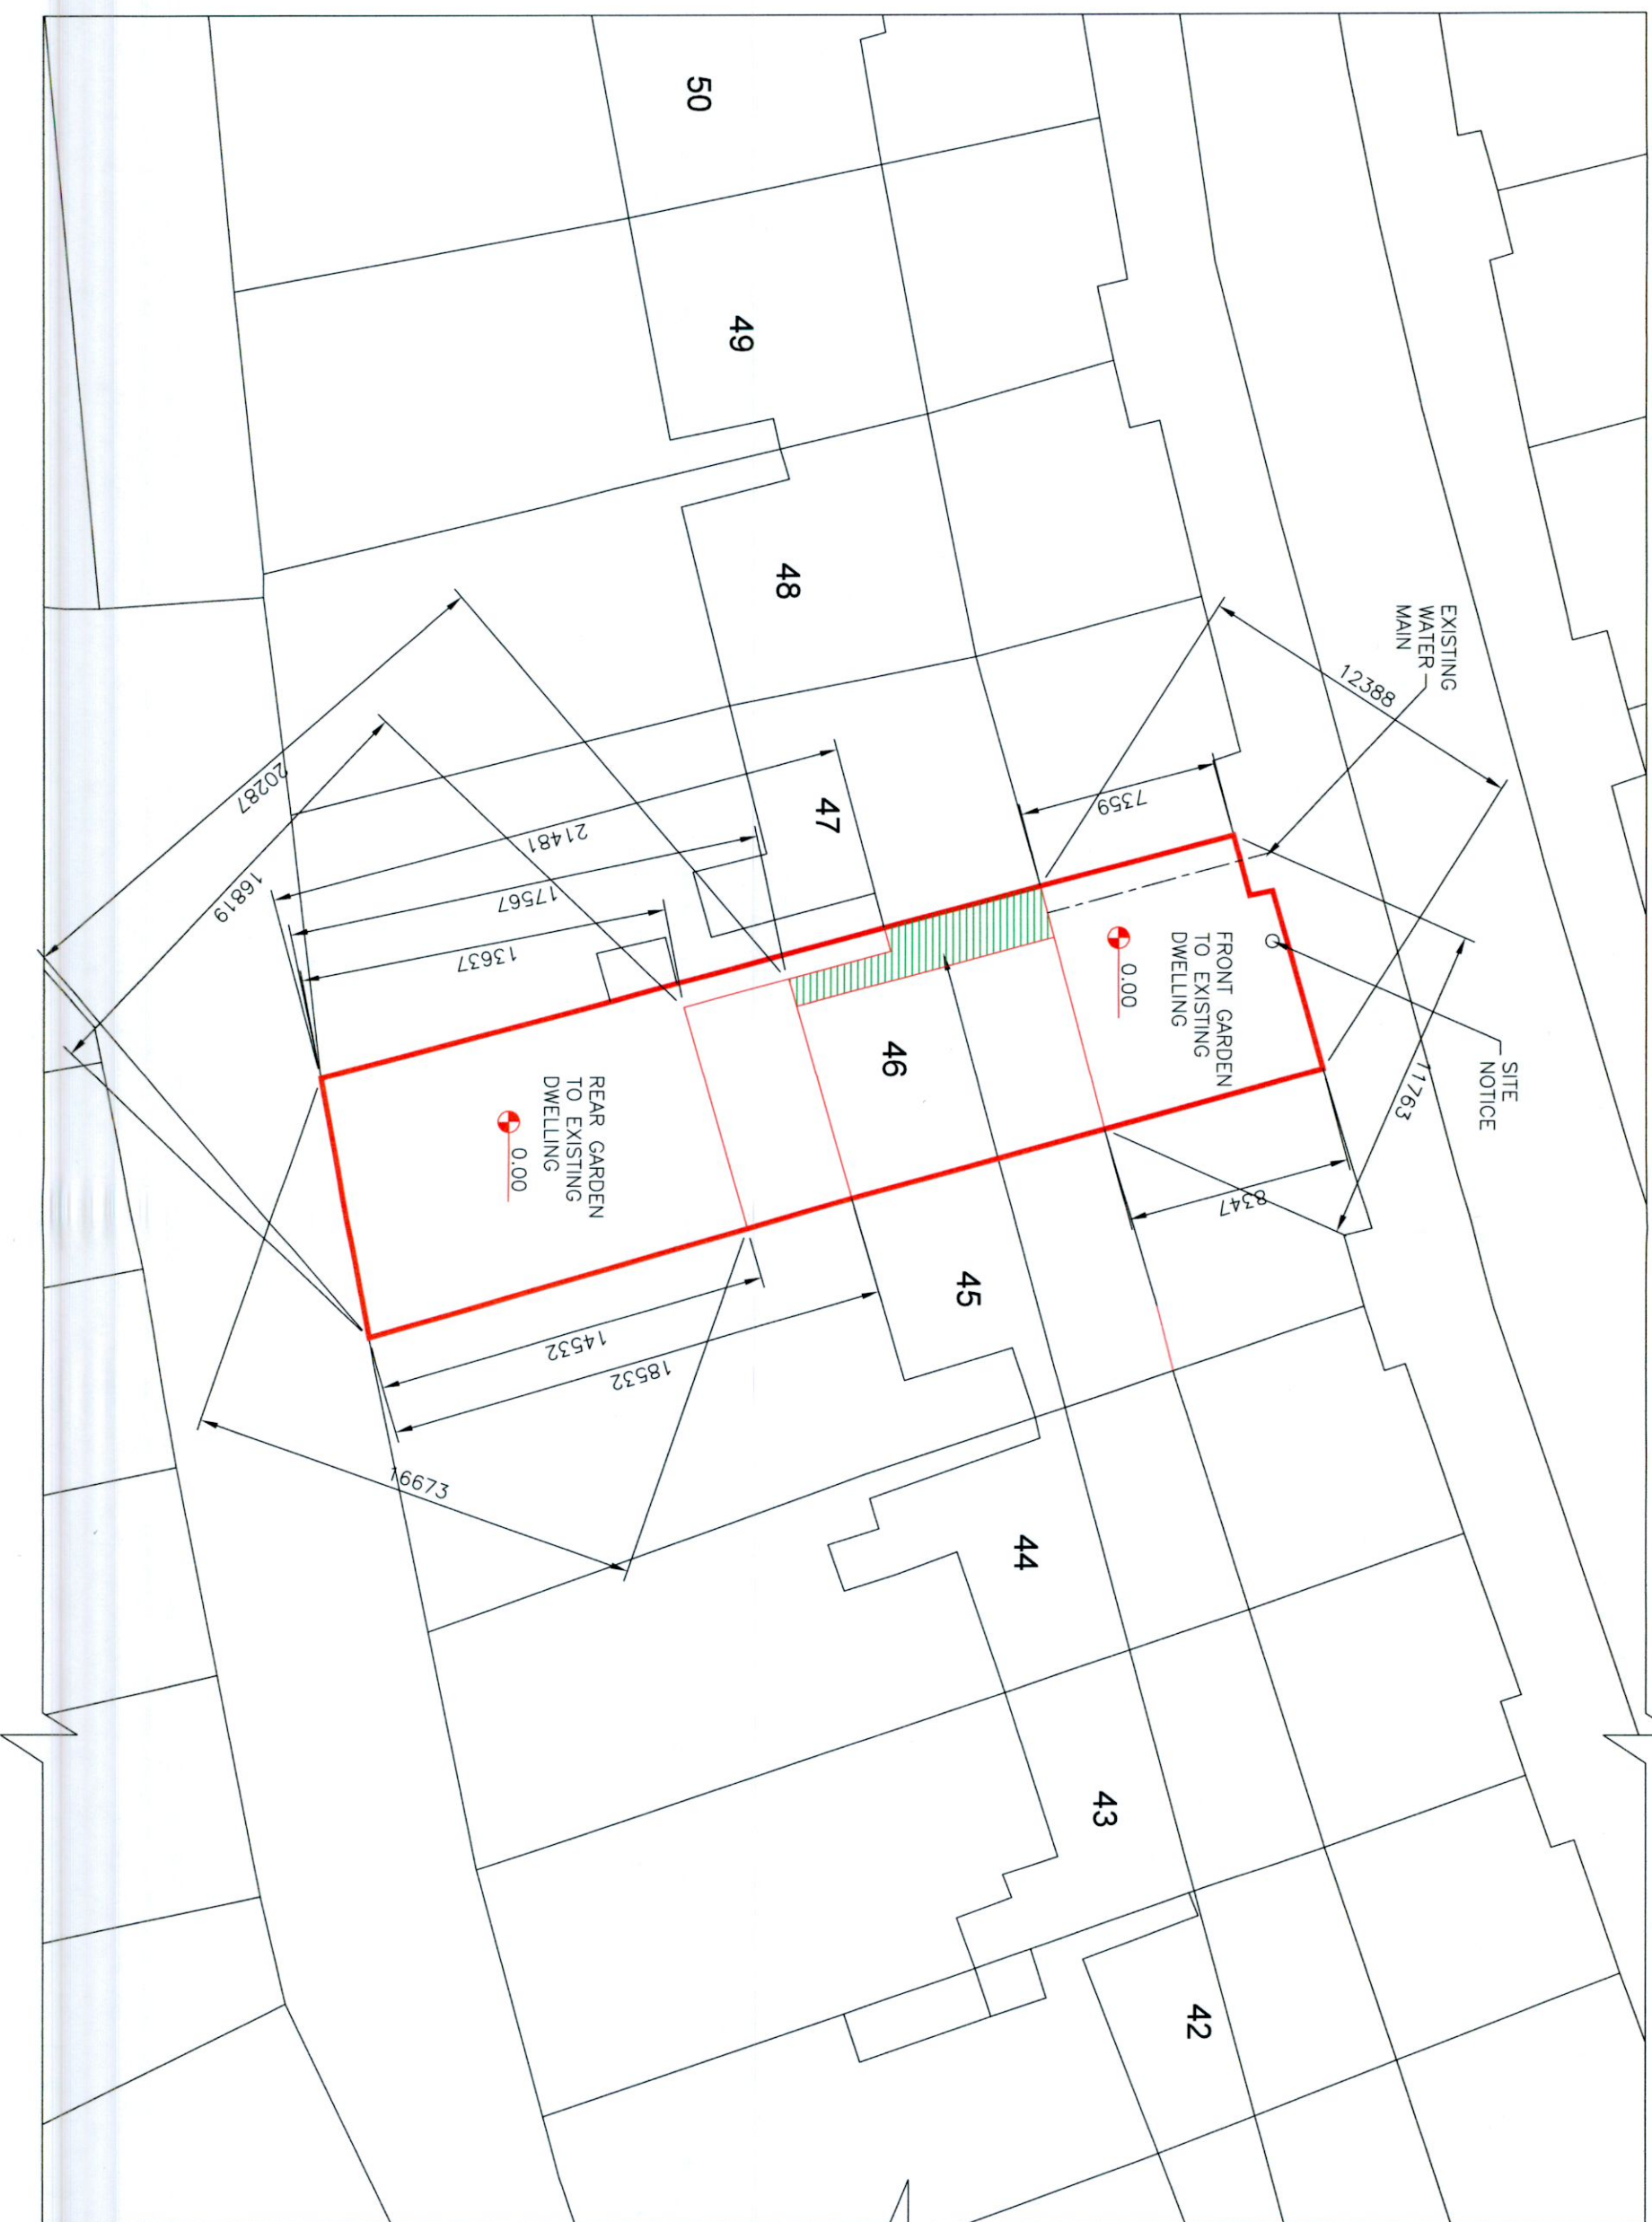 50
49
48
47
46
45
44
43
42
EXISTING
WATER
MAIN
12388
7359
SITE
NOTICE
11763
8347
FRONT GARDEN
TO EXISTING
DWELLING
0.00
REAR GARDEN
TO EXISTING
DWELLING
0.00
20287
16819
21481
17567
13637
14532
18532
16673